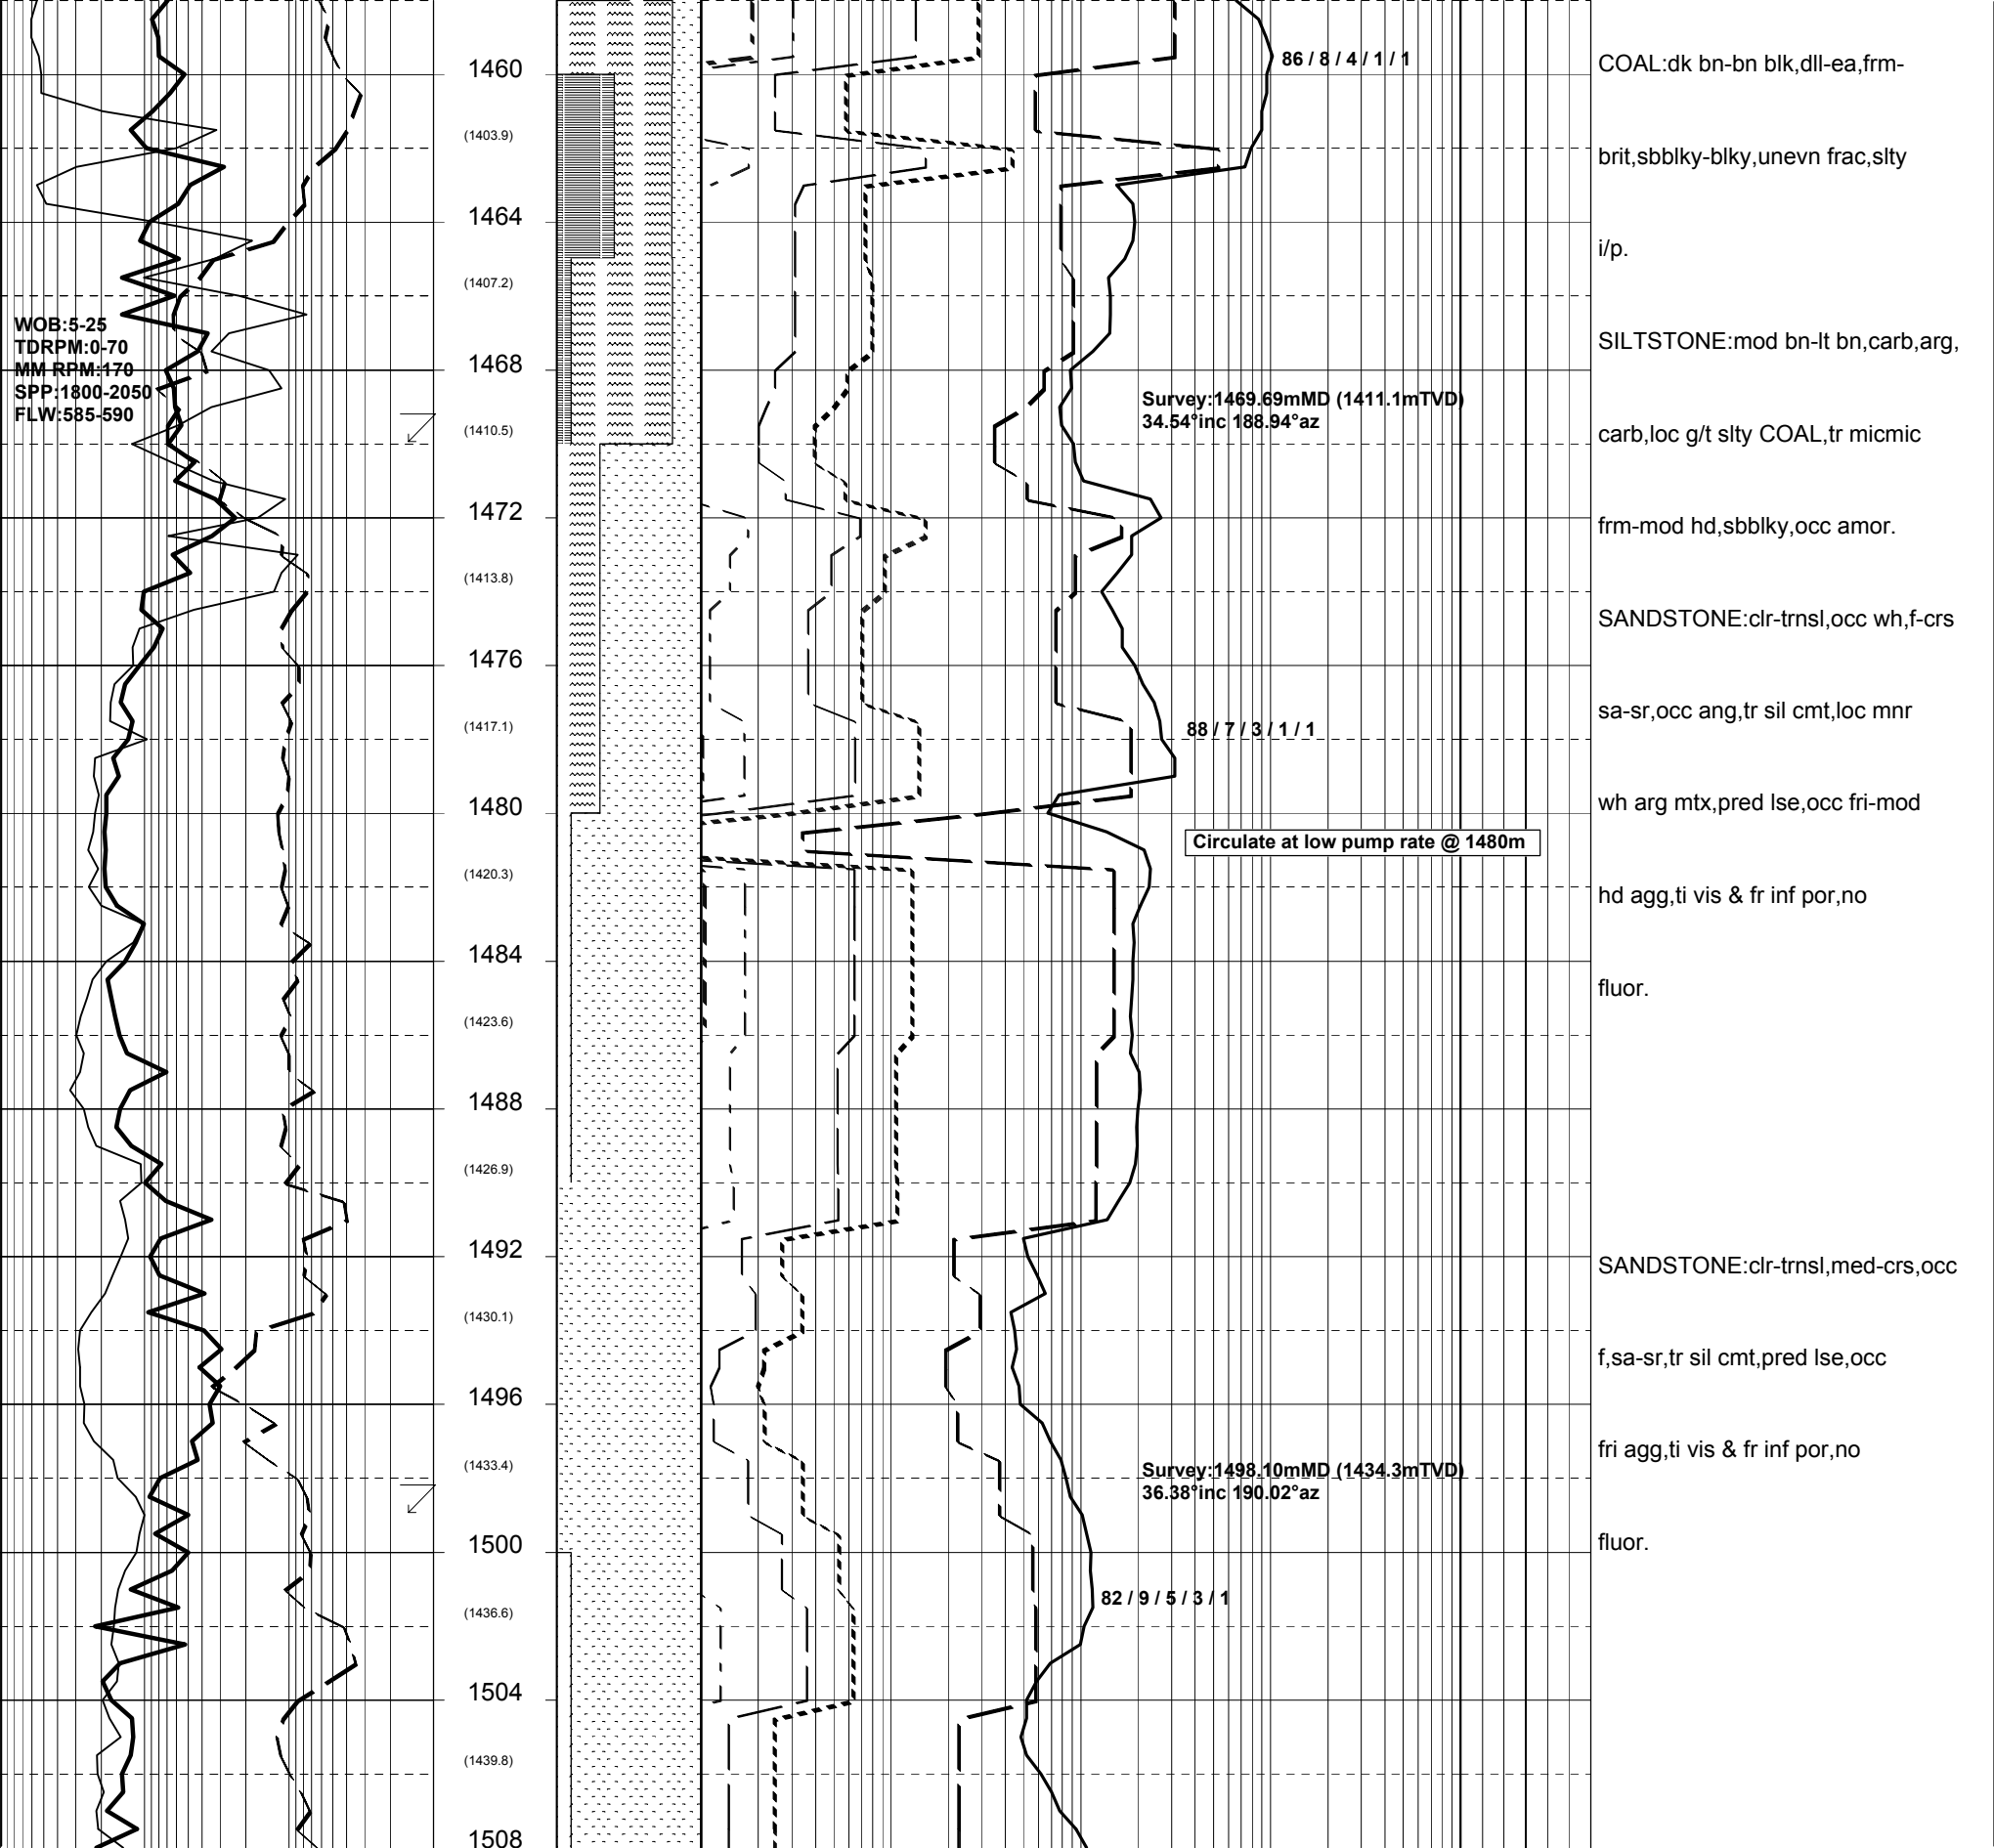 86 / 8 / 4 / 1 / 1
COAL:dk bn-bn blk,dll-ea,frm-
1460
(1403.9)
brit,sbblky-blky,unevn frac,slty
1464
i/p.
(1407.2)
WOB:5-25
TDRPM:0-70
MM RPM:170
SPP:1800-2050
FLW:585-590
SILTSTONE:mod bn-lt bn,carb,arg,
1468
Survey:1469.69mMD (1411.1mTVD)
34.54°inc 188.94°az
(1410.5)
carb,loc g/t slty COAL,tr micmic
1472
frm-mod hd,sbblky,occ amor.
(1413.8)
SANDSTONE:clr-trnsl,occ wh,f-crs
1476
sa-sr,occ ang,tr sil cmt,loc mnr
(1417.1)
88 / 7 / 3 / 1 / 1
1480
wh arg mtx,pred lse,occ fri-mod
Circulate at low pump rate @ 1480m
(1420.3)
hd agg,ti vis & fr inf por,no
1484
fluor.
(1423.6)
1488
(1426.9)
1492
SANDSTONE:clr-trnsl,med-crs,occ
(1430.1)
f,sa-sr,tr sil cmt,pred lse,occ
1496
fri agg,ti vis & fr inf por,no
(1433.4)
Survey:1498.10mMD (1434.3mTVD)
36.38°inc 190.02°az
1500
fluor.
82 / 9 / 5 / 3 / 1
(1436.6)
1504
(1439.8)
1508